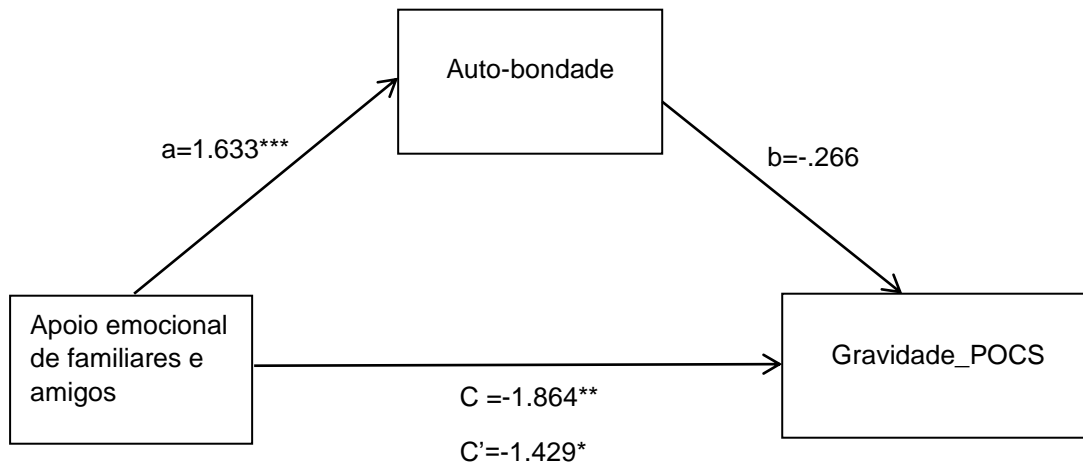 Auto-bondade
a=1.633***
b=-.266
Apoio emocional
de familiares e
amigos
Gravidade_POCS
C =-1.864**
C’=-1.429*